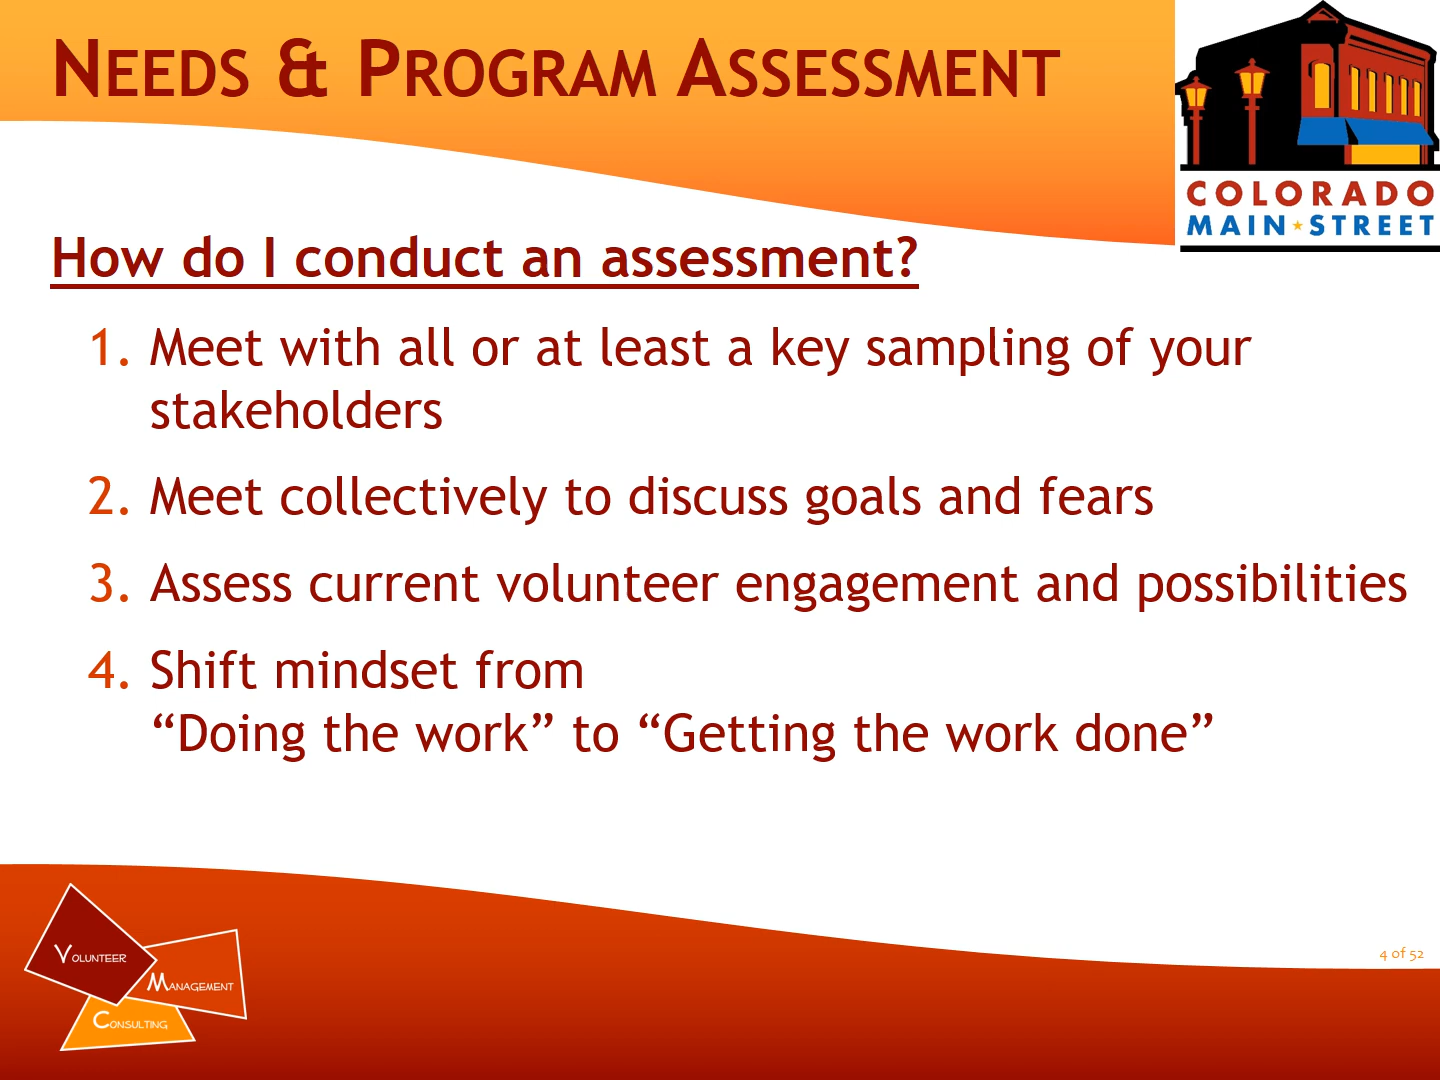 NEEDS & PROGRAM ASSESSMENT
COLORADO
MAIN STREET
How do I conduct an assessment?
1. Meet with all or at least a key sampling of your
stakeholders
2. Meet collectively to discuss goals and fears
3. Assess current volunteer engagement and possibilities
4. Shift mindset from
“Doing the work” to “Getting the work done”
VOLUNTEER
MANAGEMENT
CONSULTING
4 of 52